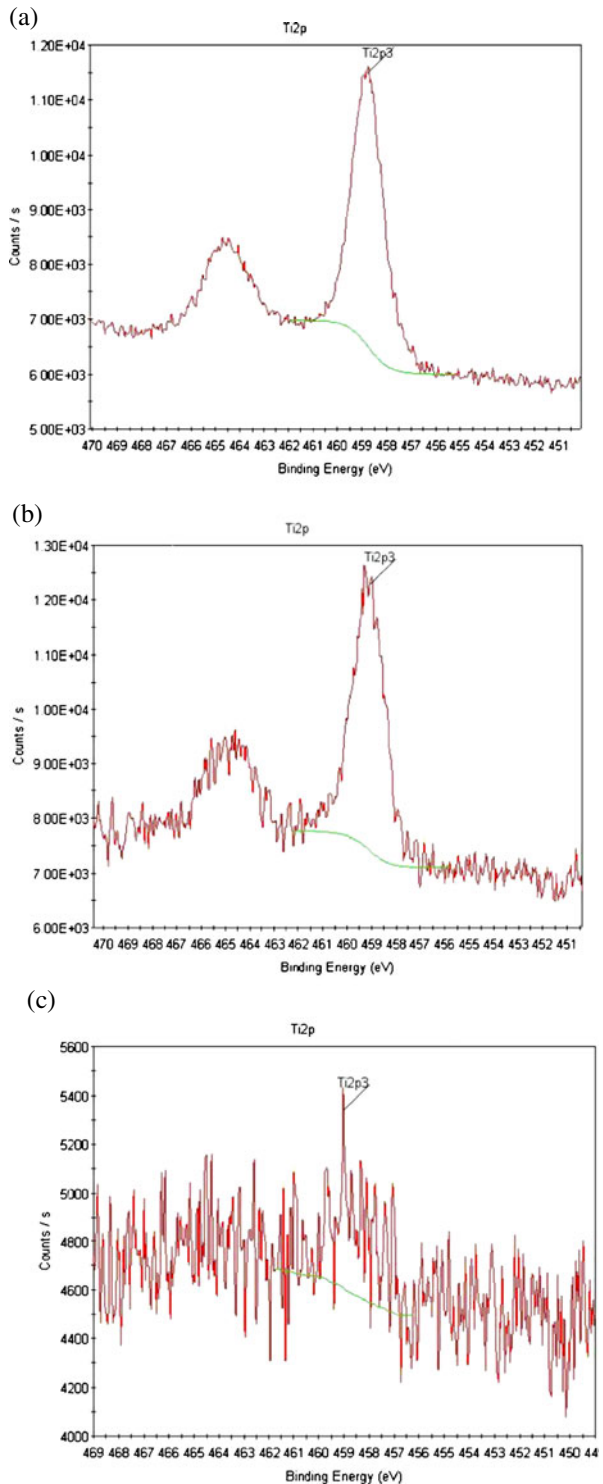 (a)
Ti2p
Ti2p3
1.20E+04
1.10E+04
1.00E+04
9.00E+03
8.00E+03
7.00E+03
6.00E+03
5.00E+03
Counts / s
470 469 468 467 466 465 464 463 462 461 460 459 458 457 456 455 454 453 452 451
Binding Energy (eV)
(b)
Ti2p
Ti2p3
1.30E+04
1.20E+04
1.10E+04
1.00E+04
9.00E+03
8.00E+03
7.00E+03
6.00E+03
Counts / s
470 469 468 467 466 465 464 463 462 461 460 459 458 457 456 455 454 453 452 451
Binding Energy (eV)
(c)
Ti2p
Ti2p3
5600
5400
5200
5000
4800
4600
4400
4200
4000
Counts / s
469 468 467 466 465 464 463 462 461 460 459 458 457 456 455 454 453 452 451 450 44
Binding Energy (eV)